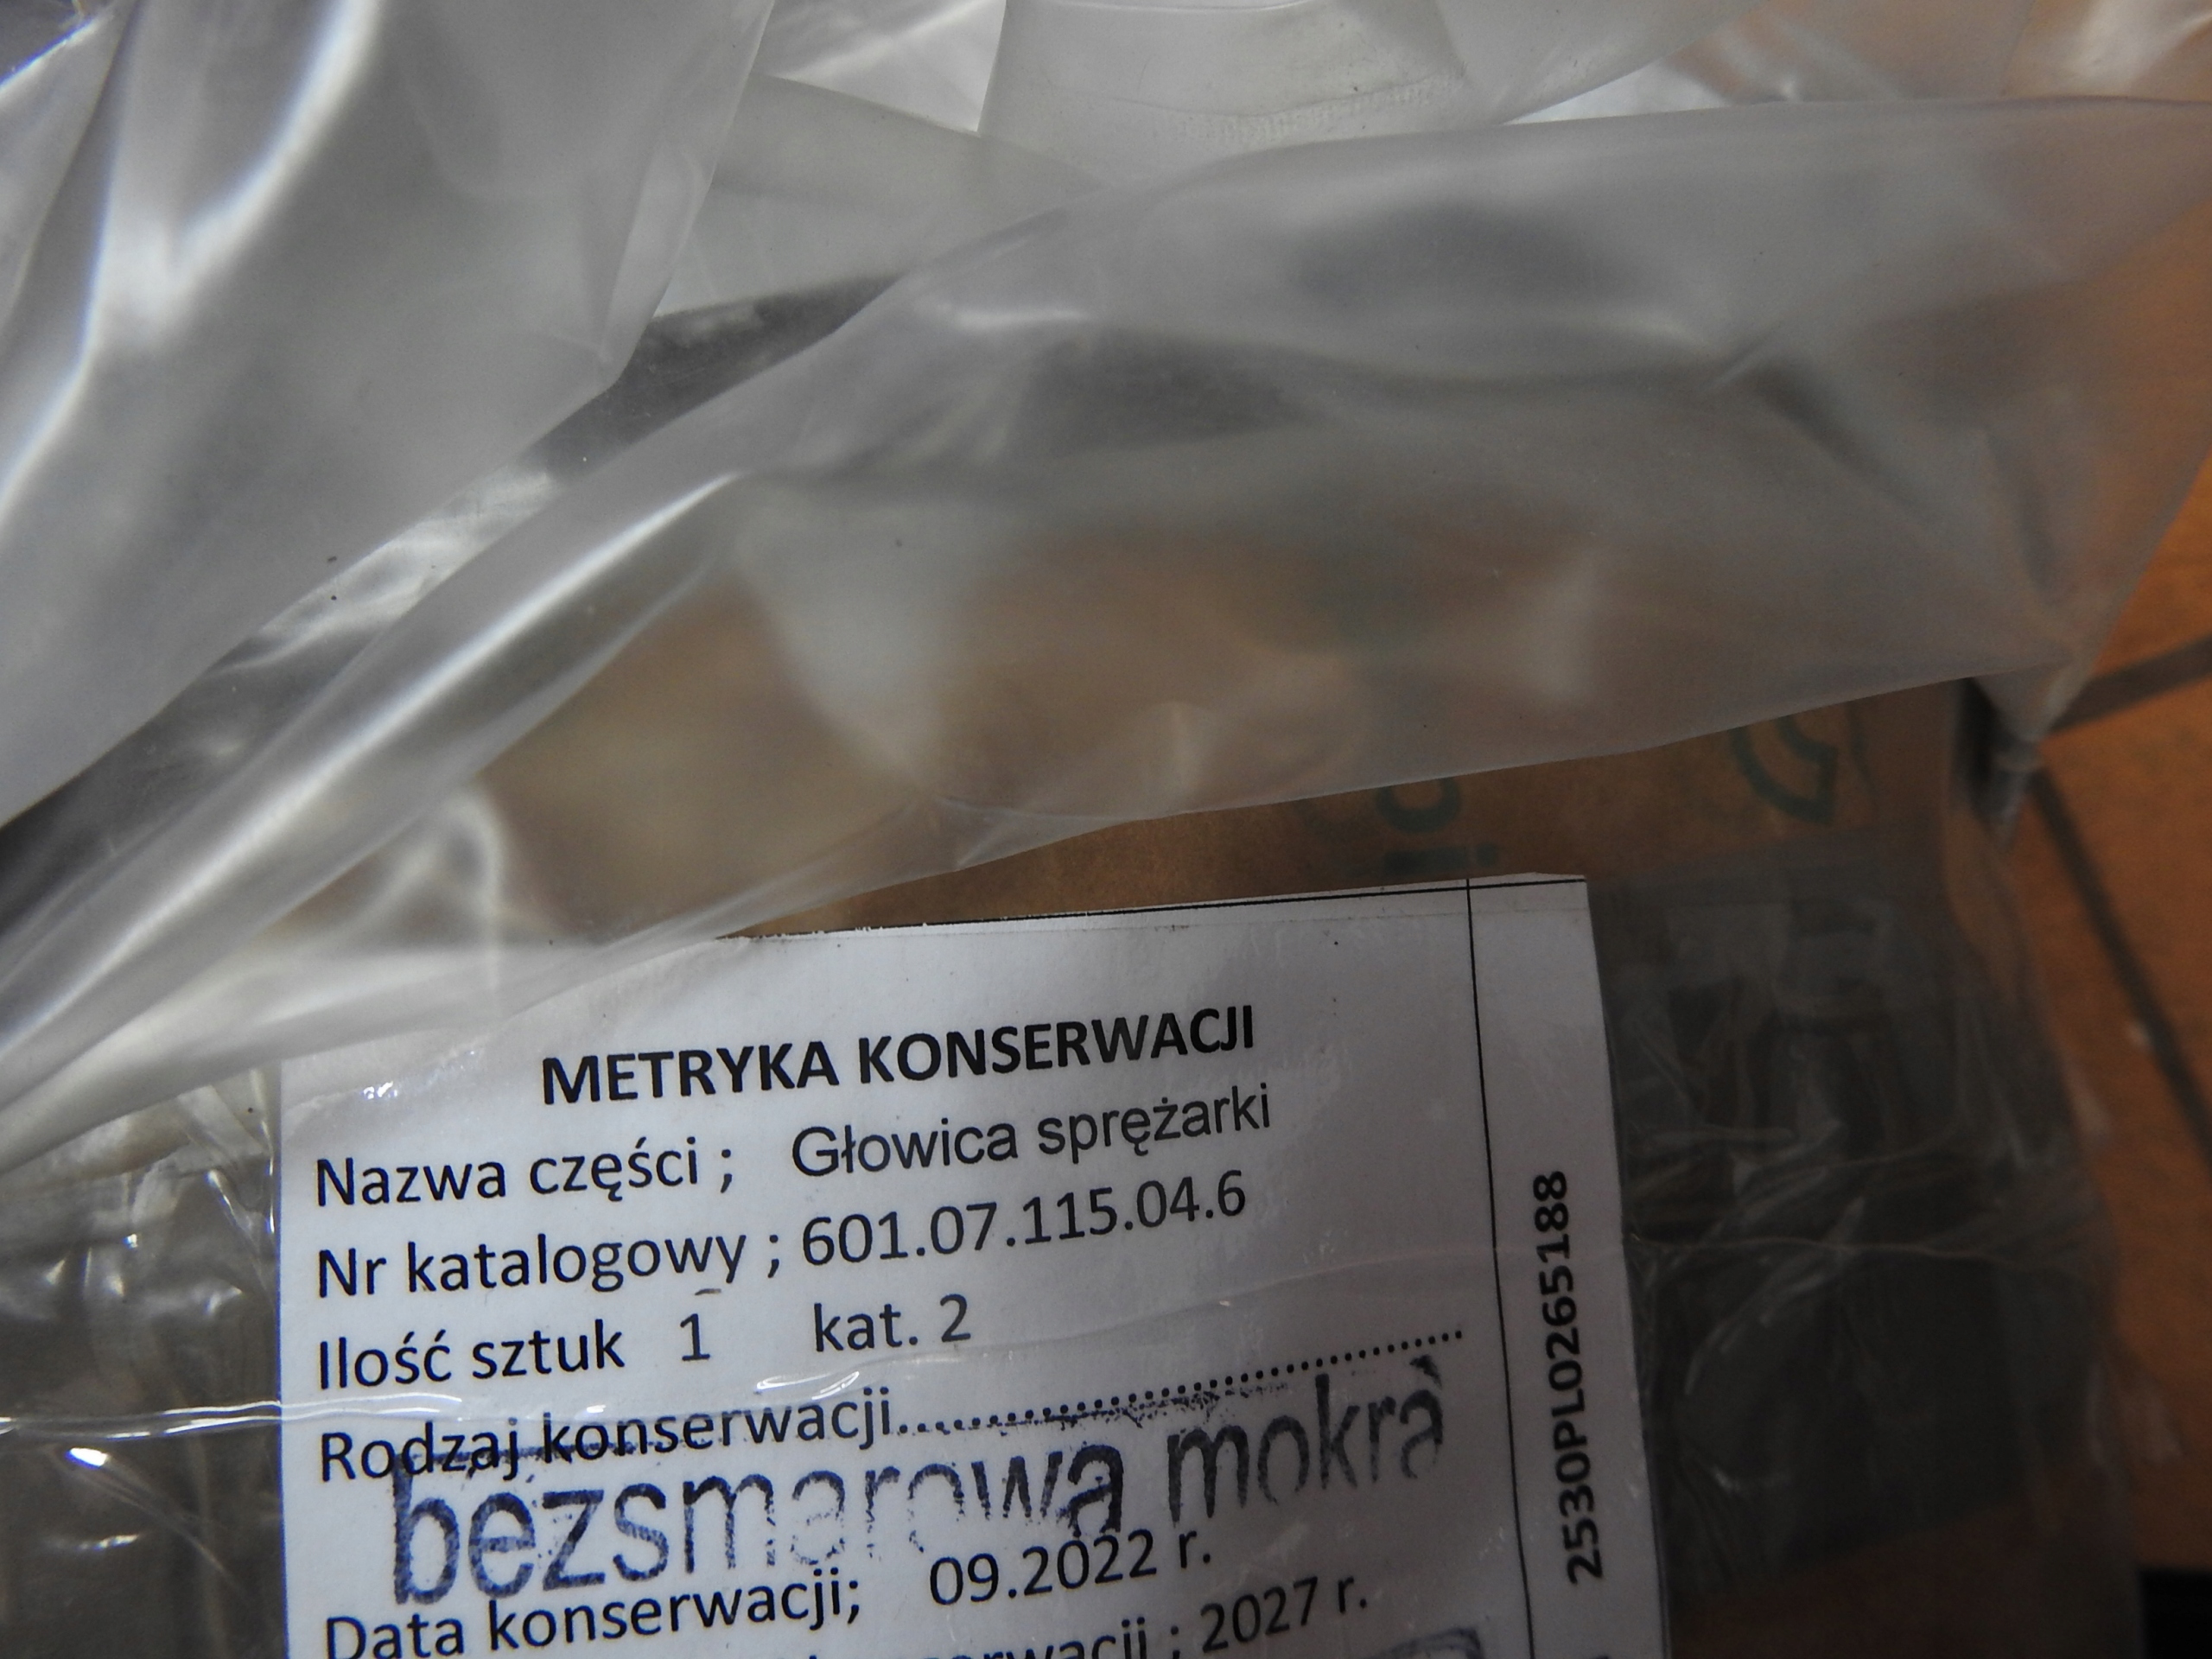 METRYKA KONSERWACJI
Nazwa części ; Głowica sprężarki
Nr katalogowy ; 601.07.115.04.6
Ilość sztuk 1 kat. 2
Rodzaj konserwacji................................................
bezsmarowa mokra
Data konserwacji; 09.2022 r.
; 2027 r.
2530PL0265188